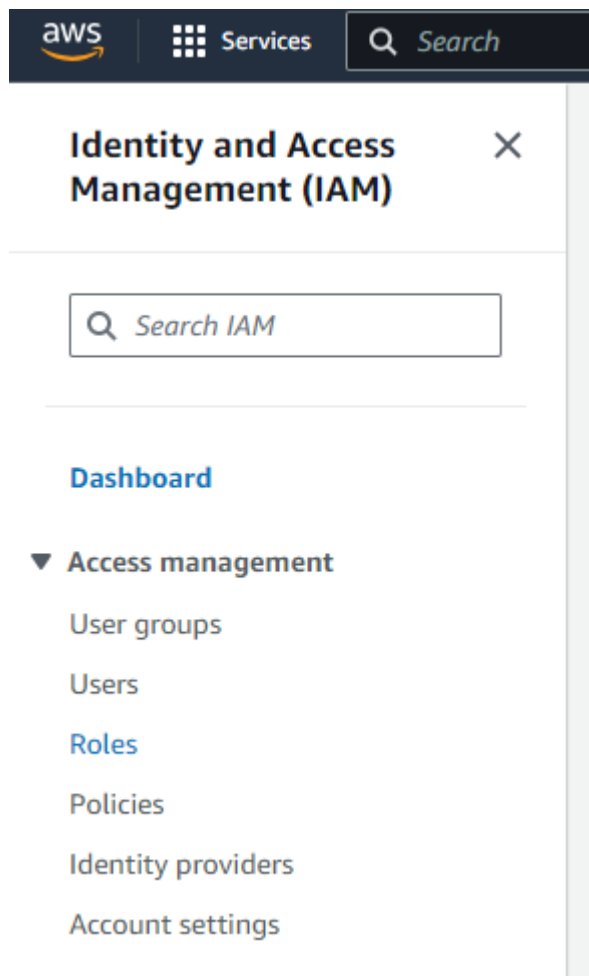 aws
Services
Search
Identity and Access
Management (IAM)
Search IAM
Dashboard
Access management
User groups
Users
Roles
Policies
Identity providers
Account settings